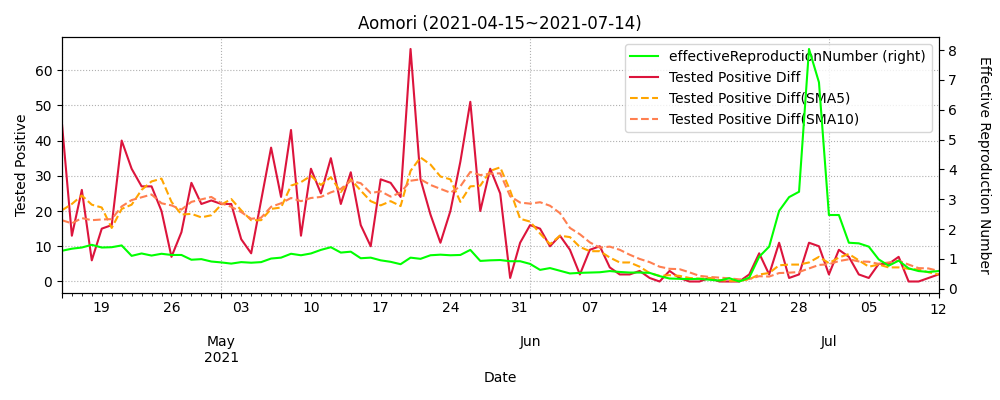 Aomori (2021-04-15~2021-07-14)
effectiveReproductionNumber (right)
Tested Positive Diff
Tested Positive Diff(SMA5)
Tested Positive Diff(SMA10)
Tested Positive
60
50
40
30
20
10
0
8
7
6
5
4
3
2
1
0
Effective Reproduction Number
19 26 03 10 17 24 31 07 14 21 28 05 12
May Jun Jul
2021
Date